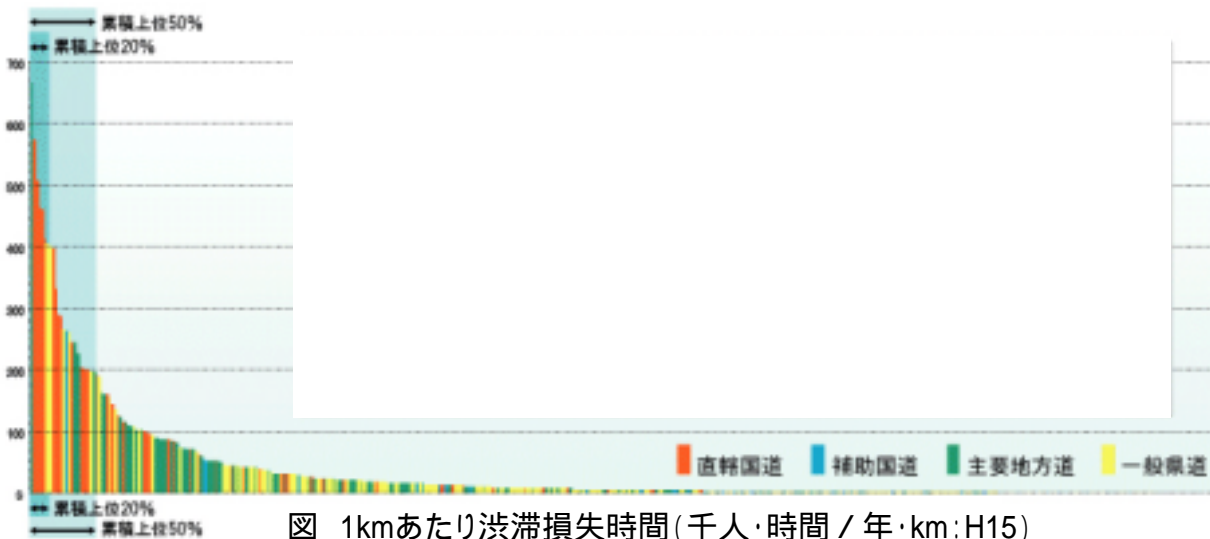 累積上位50%
累積上位20%
700
600
500
400
300
200
100
0
直轄国道 補助国道 主要地方道 一般県道
累積上位20%
累積上位50%
図 1kmあたり渋滞損失時間(千人・時間/年・km:H15)